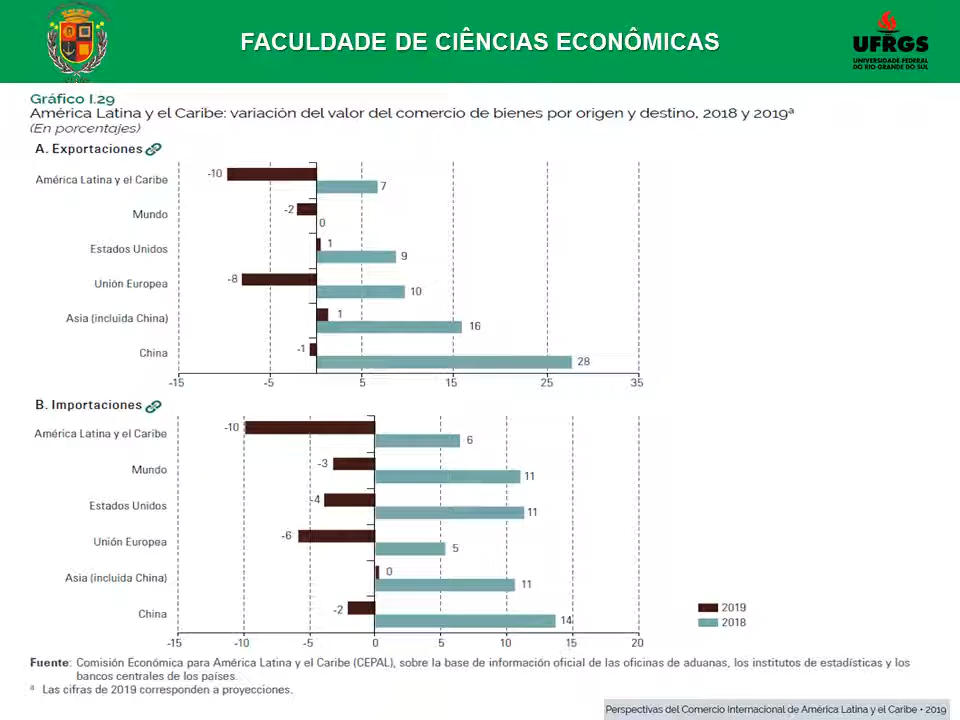 FACULDADE DE CIÊNCIAS ECONÔMICAS
UFRGS
UNIVERSIDADE FEDERAL
DO RIO GRANDE DO SUL
Gráfico I.29
América Latina y el Caribe: variación del valor del comercio de bienes por origen y destino, 2018 y 2019ª
(En porcentajes)
A. Exportaciones
América Latina y el Caribe -10 7
Mundo -2 0
Estados Unidos 1 9
Unión Europea -8 10
Asia (incluida China) 1 16
China -1 28
-15 -5 5 15 25 35
B. Importaciones
América Latina y el Caribe -10 6
Mundo -3 11
Estados Unidos -4 11
Unión Europea -6 5
Asia (incluida China) 0 11
China -2 14
-15 -10 -5 0 5 10 15 20
2019
2018
Fuente: Comisión Económica para América Latina y el Caribe (CEPAL), sobre la base de información oficial de las oficinas de aduanas, los institutos de estadísticas y los
bancos centrales de los países.
ª Las cifras de 2019 corresponden a proyecciones.
Perspectivas del Comercio Internacional de América Latina y el Caribe • 2019